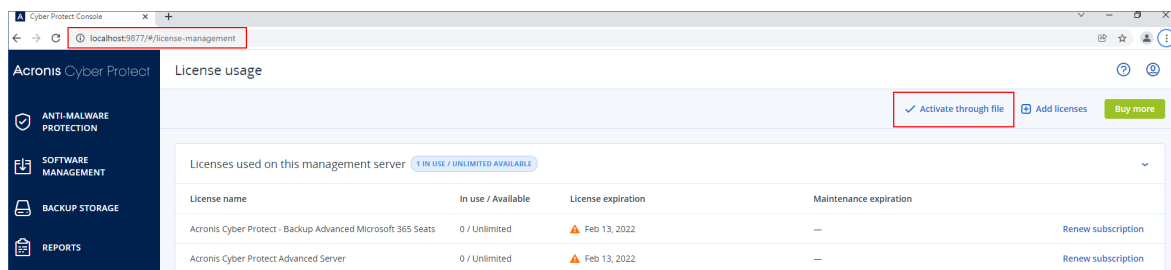 Cyber Protect Console
localhost:9877/#/license-management
Acronis Cyber Protect
License usage
ANTI-MALWARE
PROTECTION
SOFTWARE
MANAGEMENT
BACKUP STORAGE
REPORTS
Activate through file
Add licenses
Buy more
Licenses used on this management server 1 IN USE / UNLIMITED AVAILABLE
License name In use / Available License expiration Maintenance expiration
Acronis Cyber Protect - Backup Advanced Microsoft 365 Seats 0 / Unlimited Feb 13, 2022 — Renew subscription
Acronis Cyber Protect Advanced Server 0 / Unlimited Feb 13, 2022 — Renew subscription